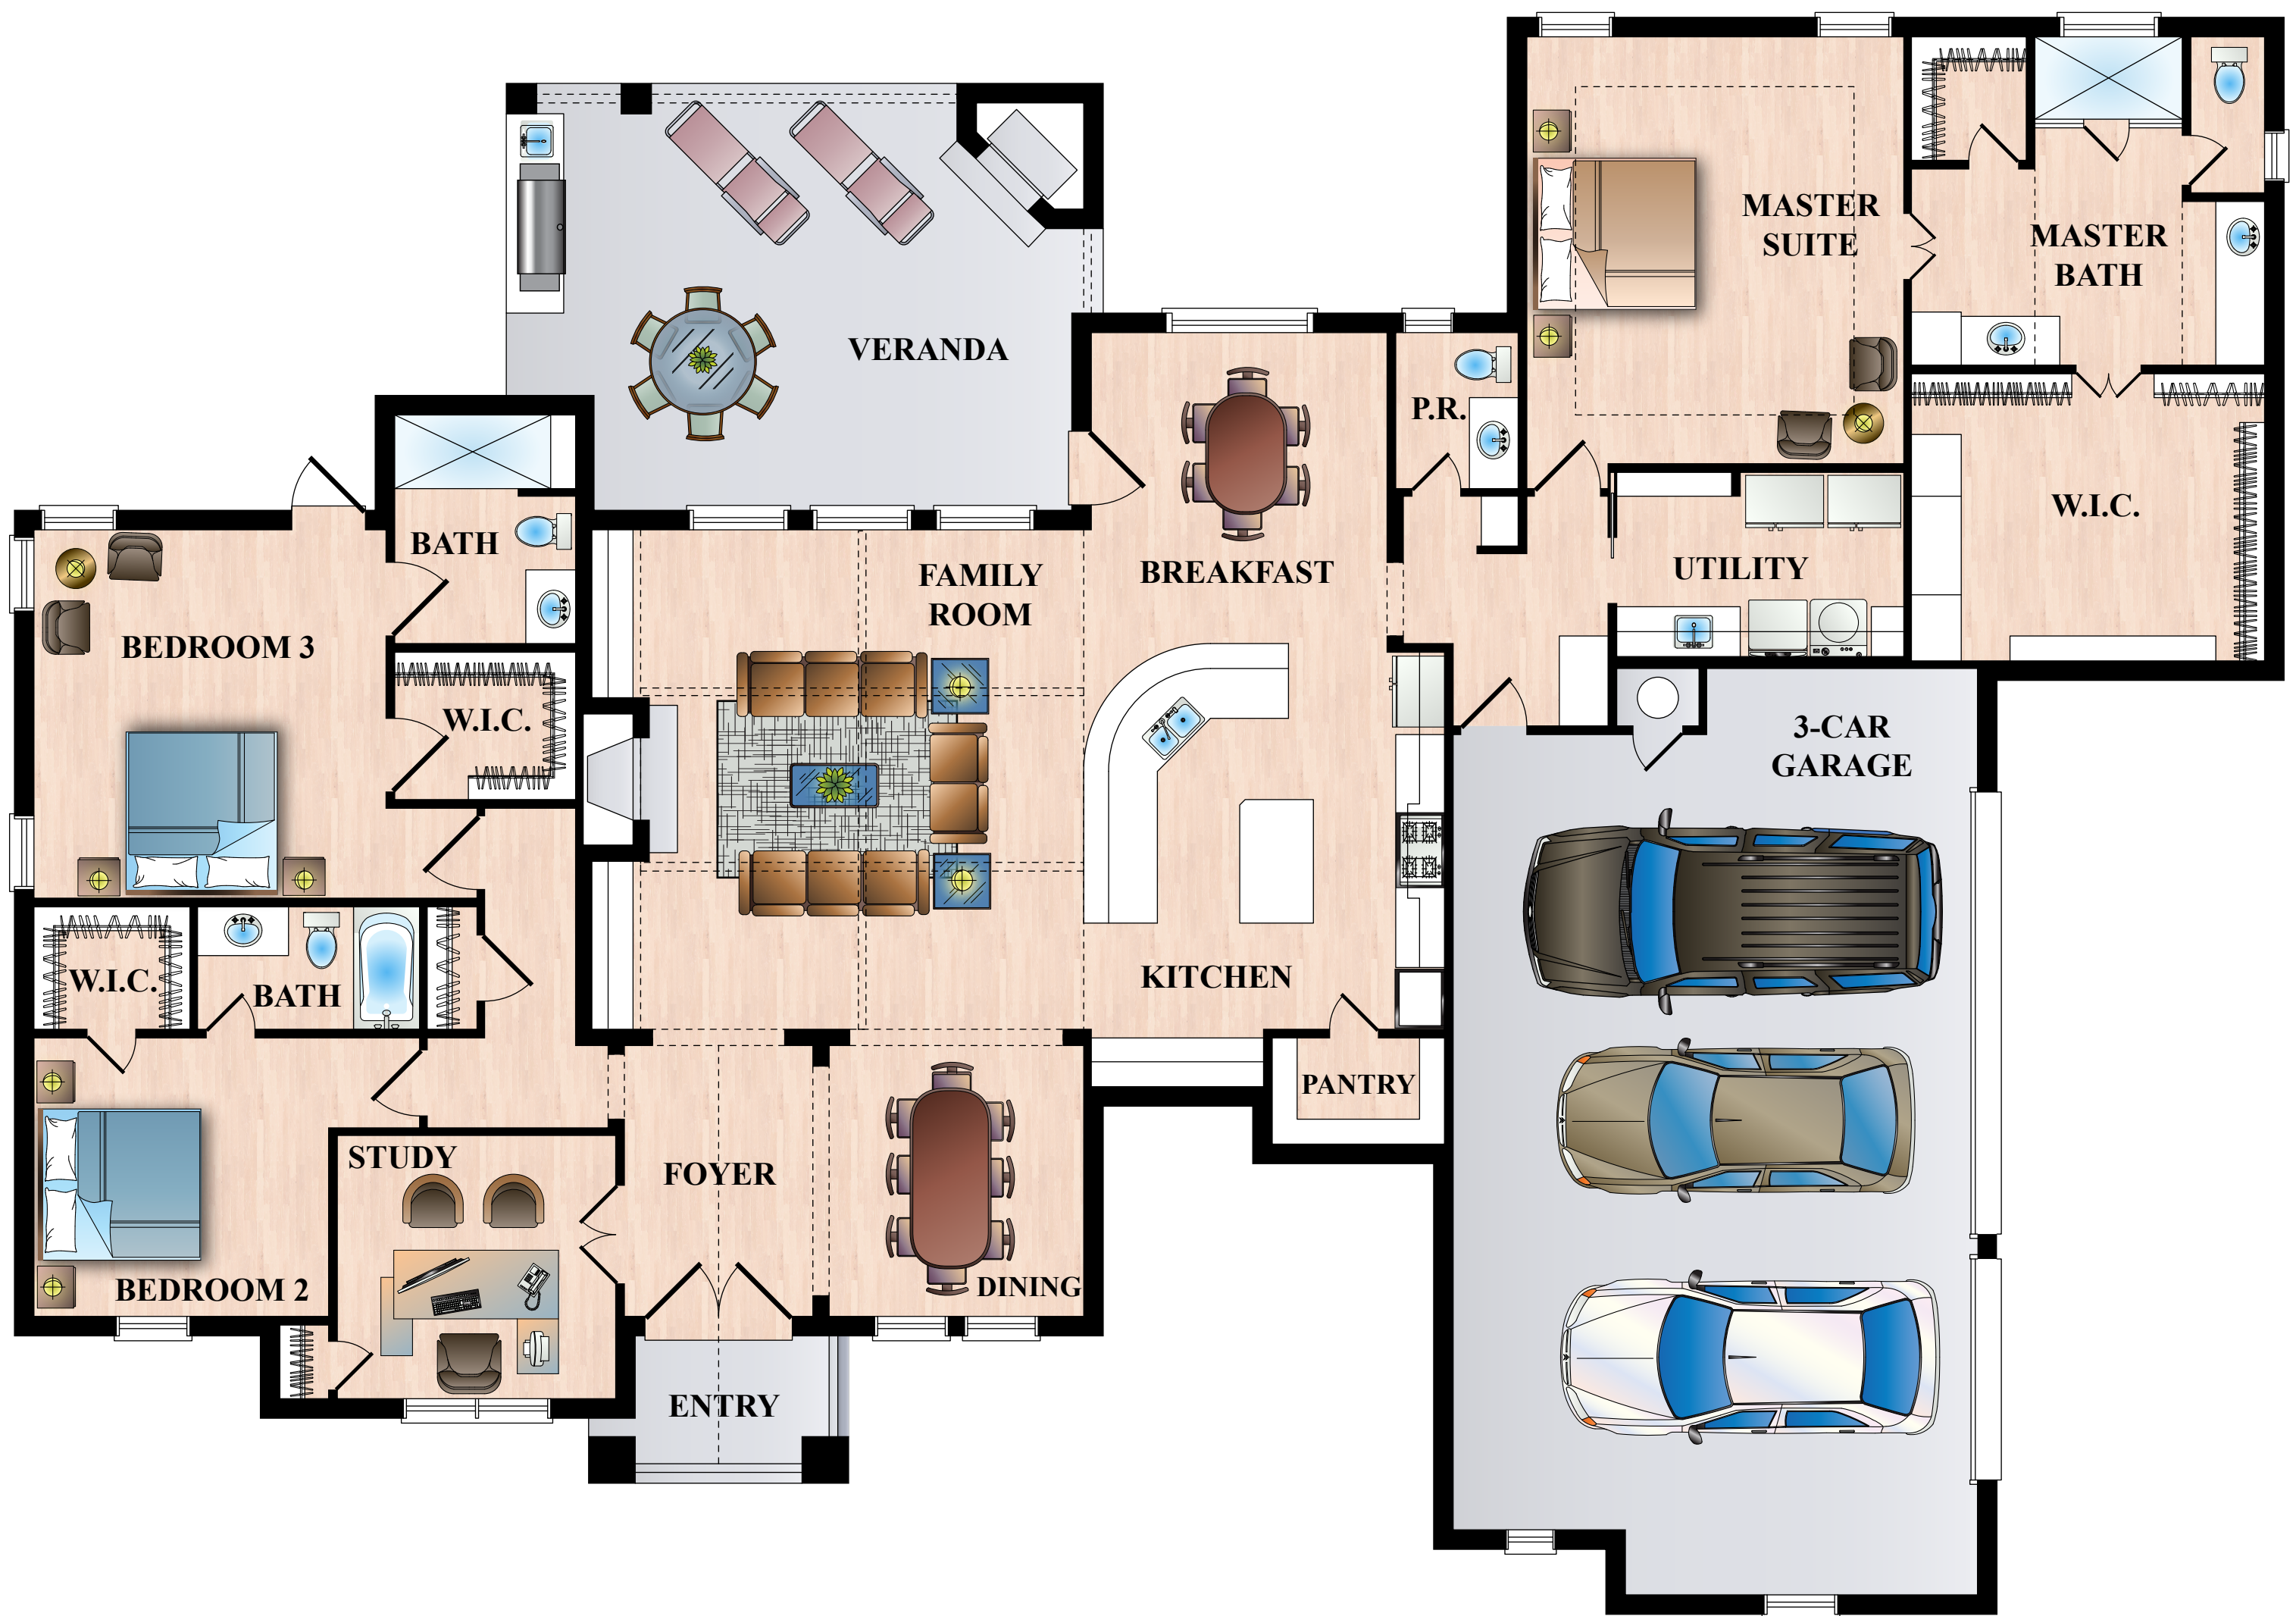 MASTER
SUITE
MASTER
BATH
VERANDA
P.R.
W.I.C.
BATH
FAMILY
ROOM
BREAKFAST
UTILITY
BEDROOM 3
W.I.C.
3-CAR
GARAGE
W.I.C.
BATH
KITCHEN
PANTRY
STUDY
FOYER
BEDROOM 2
DINING
ENTRY